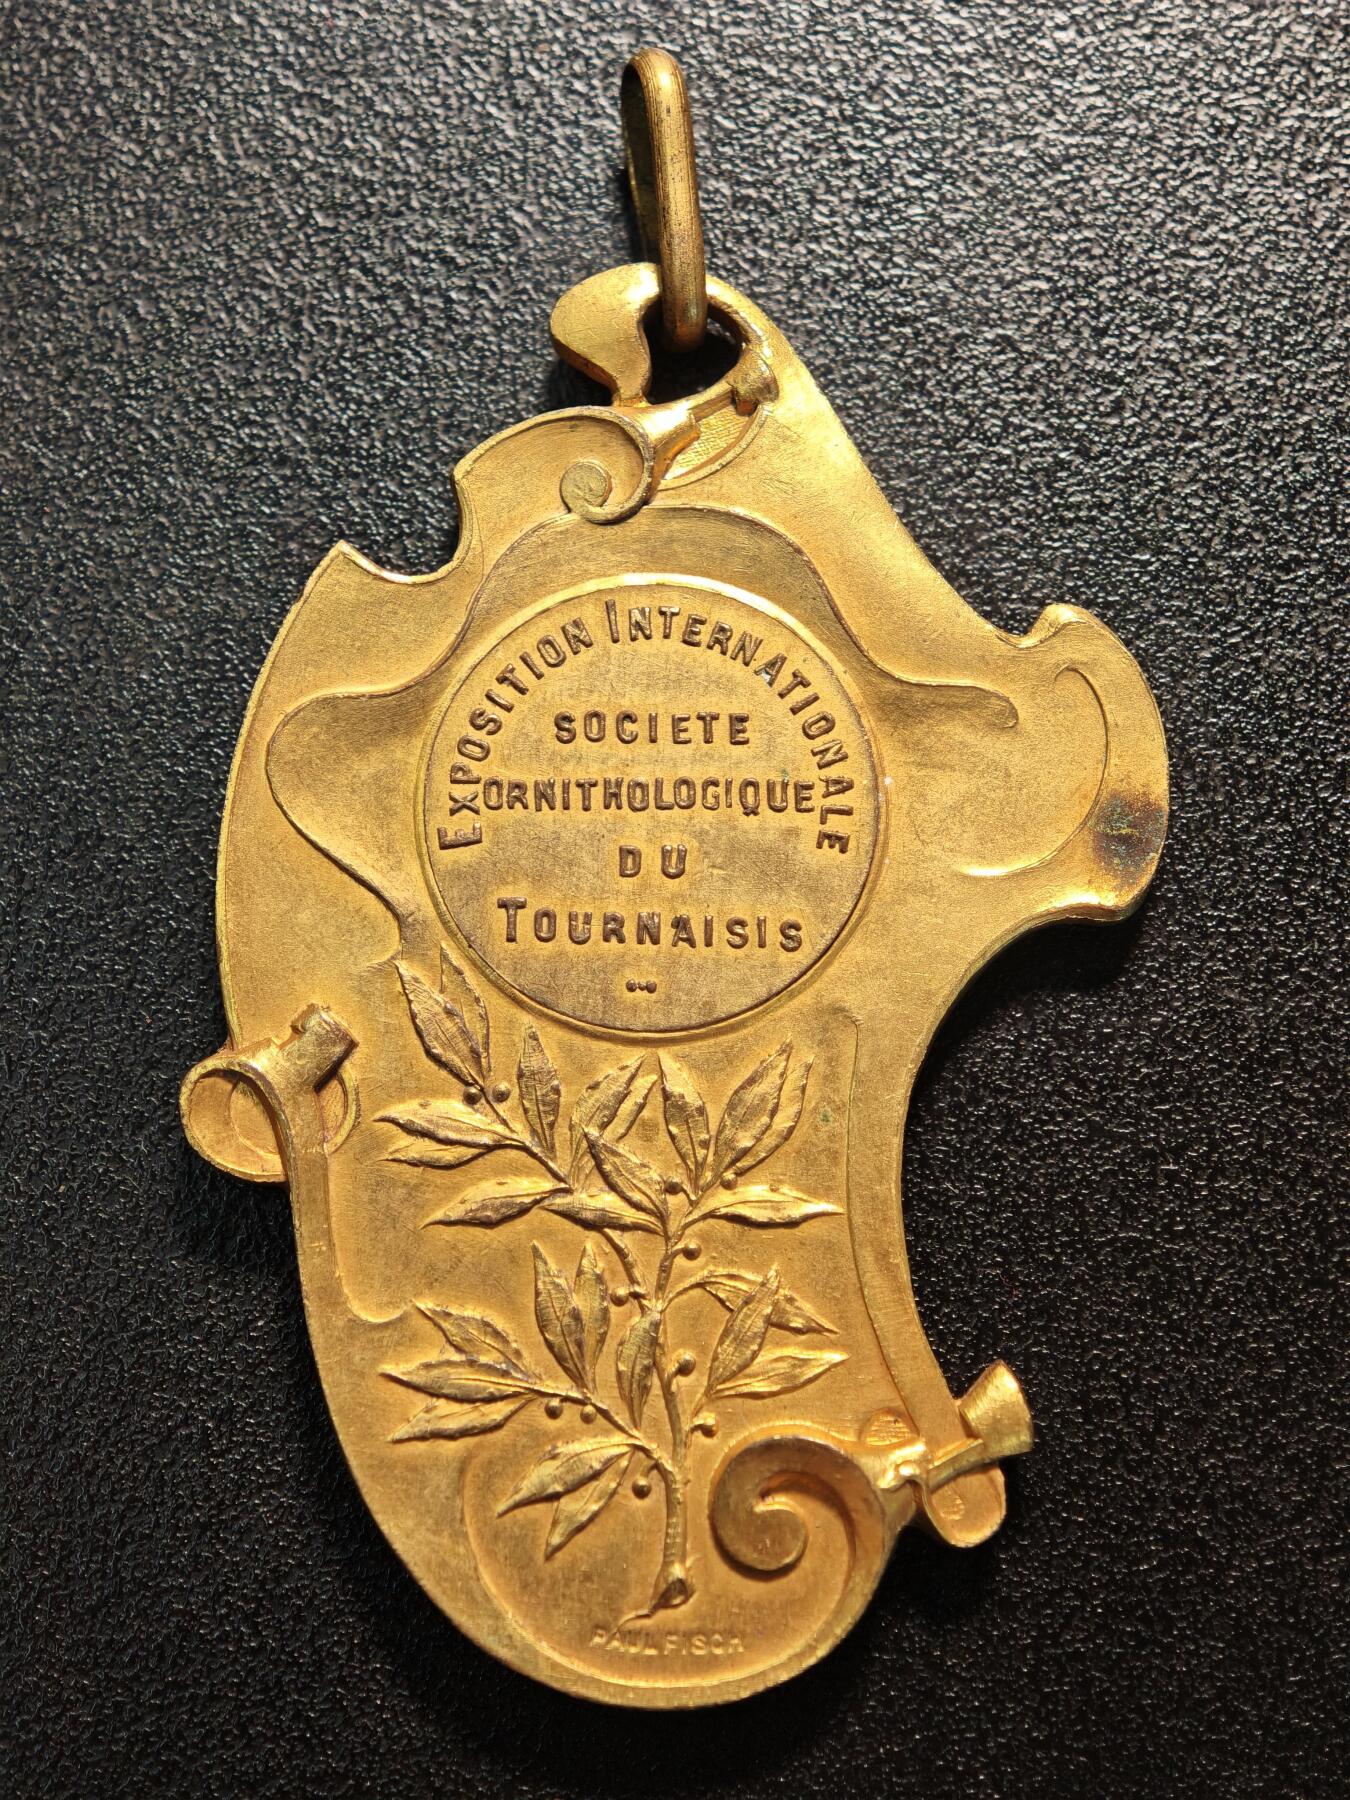 EXPOSITION INTERNATIONALE
SOCIETE
ORNITHOLOGIQUE
DU
TOURNAISIS
PAUL FISCH